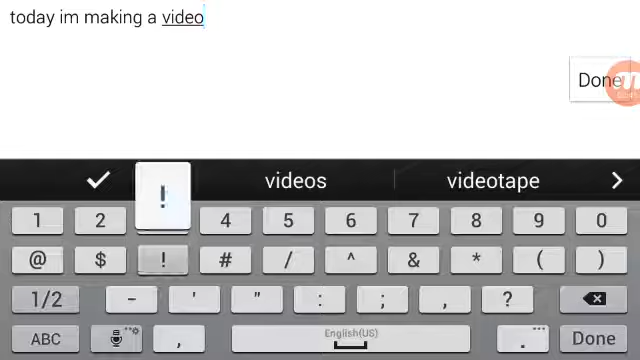 today im making a video
Done
! videos videotape
1 2 4 5 6 7 8 9 0
@ $ ! # / ^ & * ( )
1/2 - ' " : ; , ?
ABC , English(US) . Done